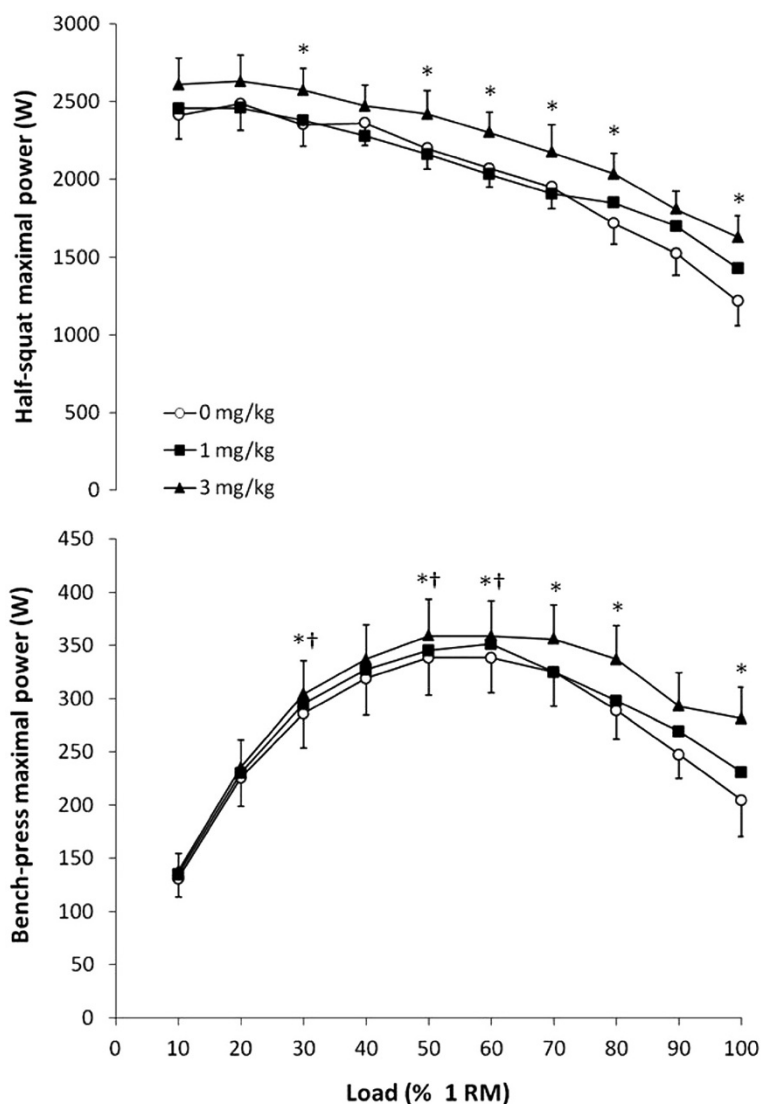 Half-squat maximal power (W)
3000
2500
2000
1500
1000
500
0
* * * * * *
0 mg/kg
1 mg/kg
3 mg/kg
Bench-press maximal power (W)
450
400
350
300
250
200
150
100
50
0
*† *† *† * * *
0 10 20 30 40 50 60 70 80 90 100
Load (% 1 RM)